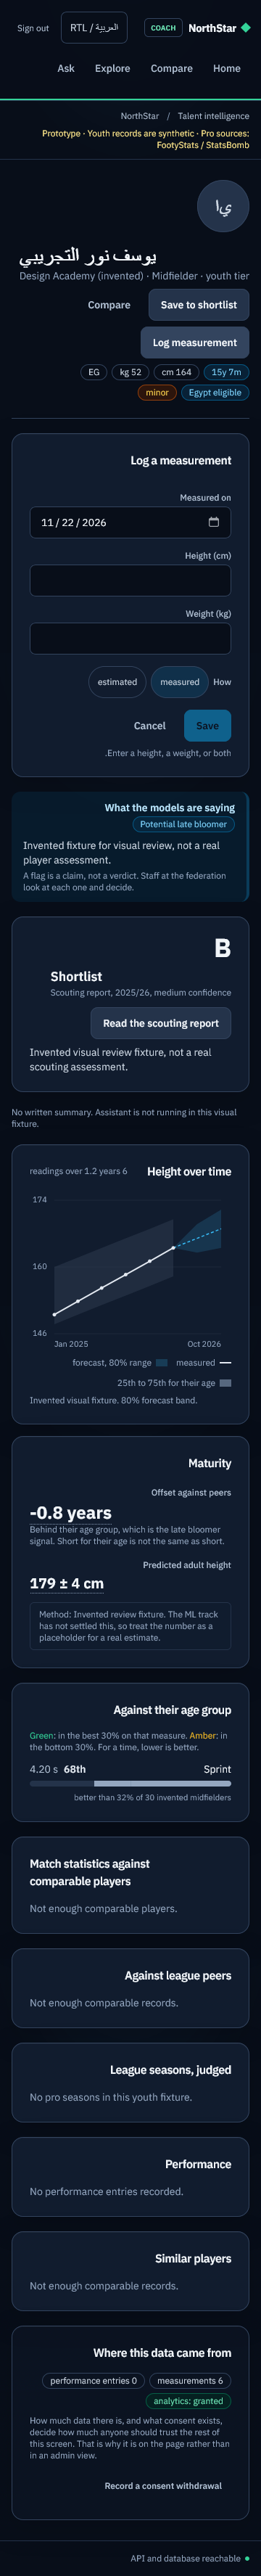 NorthStar
COACH
العربية / RTL
Sign out
Home
Compare
Explore
Ask
NorthStar / Talent intelligence
Prototype · Youth records are synthetic · Pro sources:
FootyStats / StatsBomb
يا
يوسف نور التجريبي
Design Academy (invented) · Midfielder · youth tier
Save to shortlist
Compare
Log measurement
15y 7m
cm 164
kg 52
EG
Egypt eligible
minor
Log a measurement
Measured on
11 / 22 / 2026
Height (cm)
Weight (kg)
How
measured
estimated
Save
Cancel
.Enter a height, a weight, or both
What the models are saying
Potential late bloomer
Invented fixture for visual review, not a real
player assessment.
A flag is a claim, not a verdict. Staff at the federation
look at each one and decide.
B
Shortlist
Scouting report, 2025/26, medium confidence
Read the scouting report
Invented visual review fixture, not a real
scouting assessment.
No written summary. Assistant is not running in this visual
fixture.
Height over time
readings over 1.2 years 6
174
160
146
Jan 2025
Oct 2026
measured
forecast, 80% range
25th to 75th for their age
Invented visual fixture. 80% forecast band.
Maturity
Offset against peers
-0.8 years
Behind their age group, which is the late bloomer
signal. Short for their age is not the same as short.
Predicted adult height
179 ± 4 cm
Method: Invented review fixture. The ML track
has not settled this, so treat the number as a
placeholder for a real estimate.
Against their age group
Green: in the best 30% on that measure. Amber: in
the bottom 30%. For a time, lower is better.
Sprint
4.20 s 68th
better than 32% of 30 invented midfielders
Match statistics against
comparable players
Not enough comparable players.
Against league peers
Not enough comparable records.
League seasons, judged
No pro seasons in this youth fixture.
Performance
No performance entries recorded.
Similar players
Not enough comparable records.
Where this data came from
measurements 6
performance entries 0
analytics: granted
How much data there is, and what consent exists,
decide how much anyone should trust the rest of
this screen. That is why it is on the page rather than
in an admin view.
Record a consent withdrawal
API and database reachable